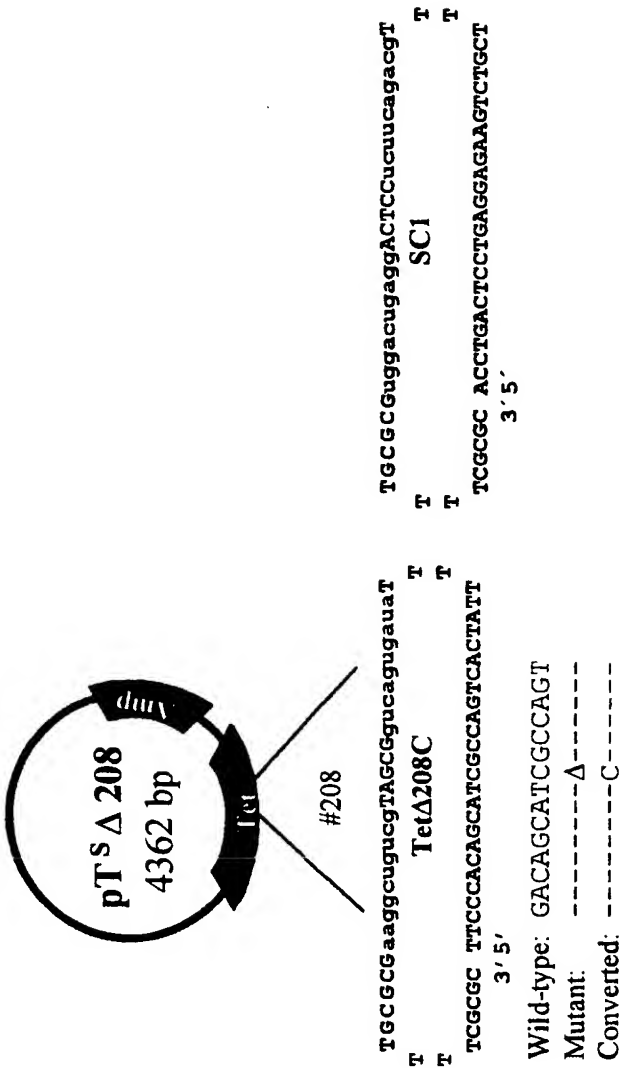 pTˢ Δ 208
4362 bp
Amp
Tet
#208
TGCGCGaaggcugucgTAGCGgucagugauaT
T T
TetΔ208C
T T
TCGCGC TTCCCACAGCATCGCCAGTCACTATT
3'5'
Wild-type: GACAGCATCGCCAGT
Mutant: --------Δ------
Converted: ---------C------
TGCGCGuggacugaggACTCCucuucagacgT
T T
SC1
T T
TCGCGC ACCTGACTCCTGAGGAGAAGTCTGCT
3'5'